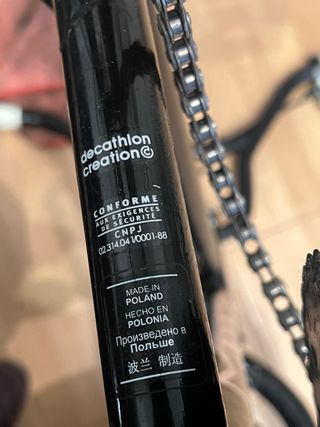 decathlon
creation©
CONFORME
AUX EXIGENCES
DE SÉCURITÉ
CNPJ
02.314.041/0001-88
MADE IN
POLAND
HECHO EN
POLONIA
Произведено в
Польше
波兰 制造